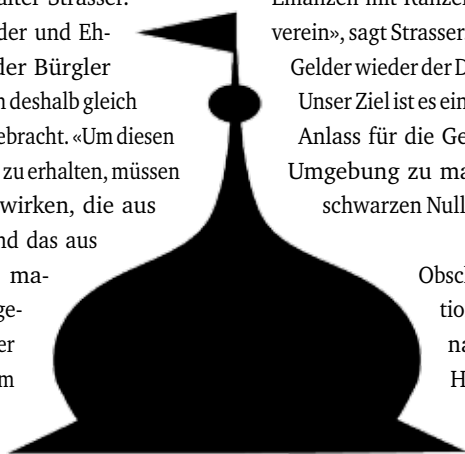 alter Strasser.
der und Eh-
der Bürgler
n deshalb gleich
ebracht. «Um diesen
zu erhalten, müssen
wirken, die aus
nd das aus
ma-
ge-
er
m
verein», sagt Strasser.
Gelder wieder der D
Unser Ziel ist es ein
Anlass für die Ge
Umgebung zu ma
schwarzen Null
Obsch
tio
na
H